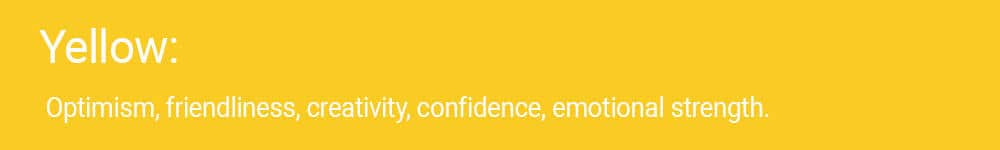 Yellow:
Optimism, friendliness, creativity, confidence, emotional strength.